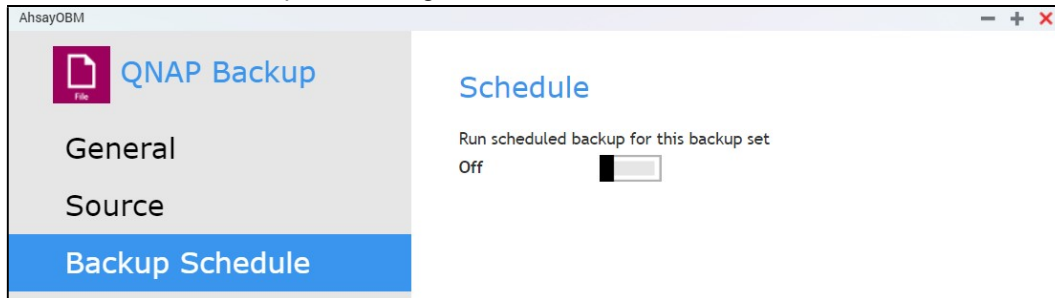 AhsayOBM
File
QNAP Backup
General
Source
Backup Schedule
Schedule
Run scheduled backup for this backup set
Off